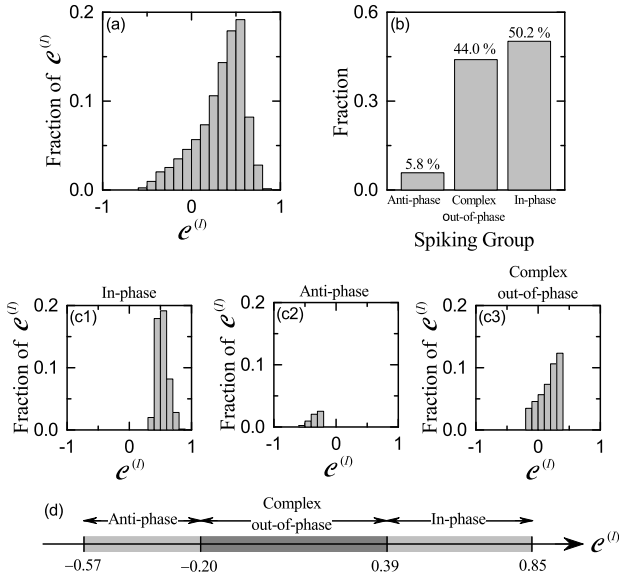 (a)
Fraction of 𝒞^(I)
0.2
0.1
0.0
-1 0 1
𝒞^(I)
(b)
Fraction
0.6
0.3
0.0
5.8 %
44.0 %
50.2 %
Anti-phase
Complex
out-of-phase
In-phase
Spiking Group
In-phase
(c1)
Fraction of 𝒞^(I)
0.2
0.1
0.0
-1 0 1
𝒞^(I)
Anti-phase
(c2)
Fraction of 𝒞^(I)
0.2
0.1
0.0
-1 0 1
𝒞^(I)
Complex
out-of-phase
(c3)
Fraction of 𝒞^(I)
0.2
0.1
0.0
-1 0 1
𝒞^(I)
(d)
Anti-phase
Complex
out-of-phase
In-phase
𝒞^(I)
−0.57 −0.20 0.39 0.85